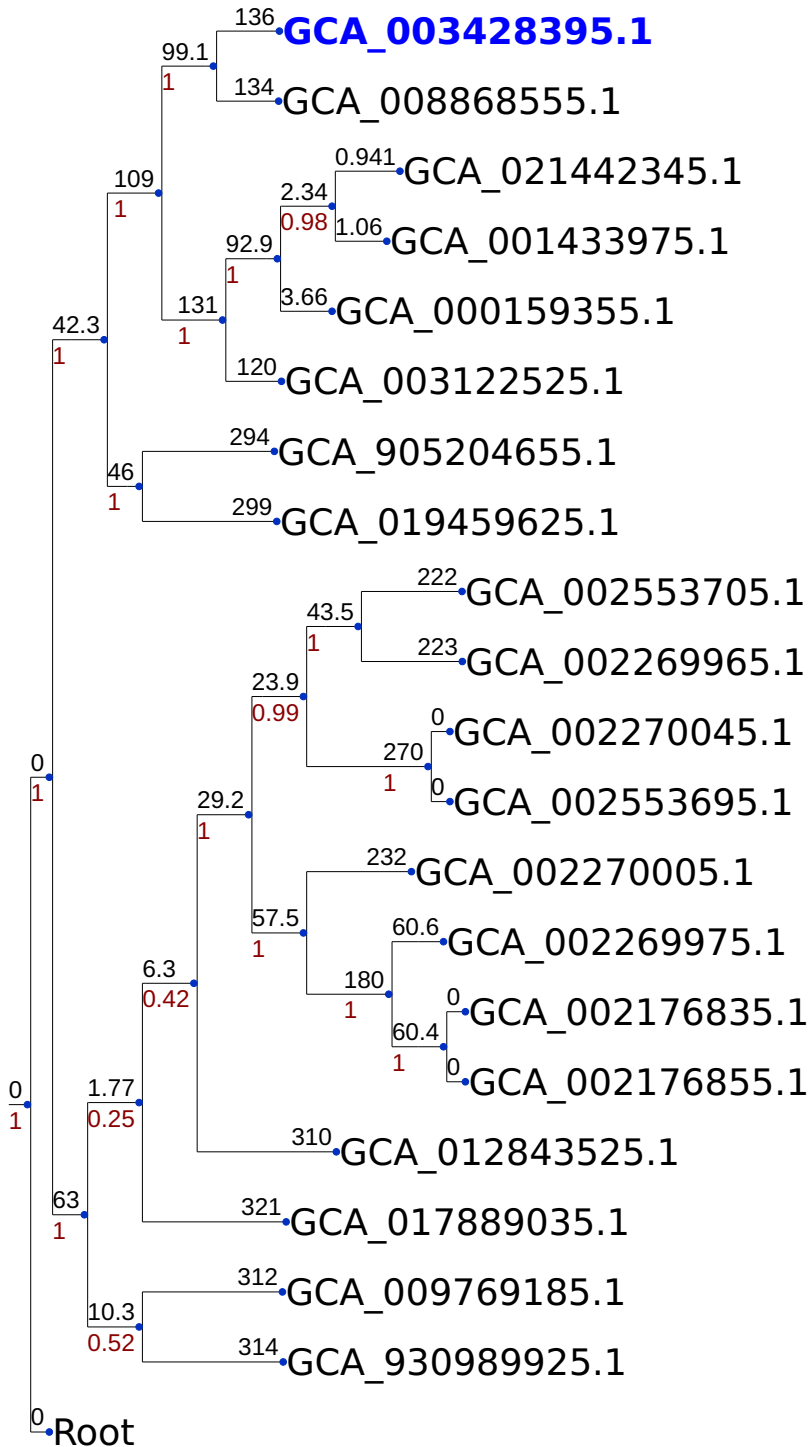 136
GCA_003428395.1
99.1
1
134
GCA_008868555.1
0.941
GCA_021442345.1
109
1
2.34
0.98
1.06
GCA_001433975.1
92.9
1
131
1
3.66
GCA_000159355.1
42.3
1
120
GCA_003122525.1
294
GCA_905204655.1
46
1
299
GCA_019459625.1
222
GCA_002553705.1
43.5
1
223
GCA_002269965.1
23.9
0.99
0
GCA_002270045.1
270
1
0
1
0
GCA_002553695.1
29.2
1
232
GCA_002270005.1
57.5
1
60.6
GCA_002269975.1
6.3
0.42
180
1
0
GCA_002176835.1
60.4
1
0
GCA_002176855.1
0
1
1.77
0.25
310
GCA_012843525.1
63
1
321
GCA_017889035.1
312
GCA_009769185.1
10.3
0.52
314
GCA_930989925.1
0
Root